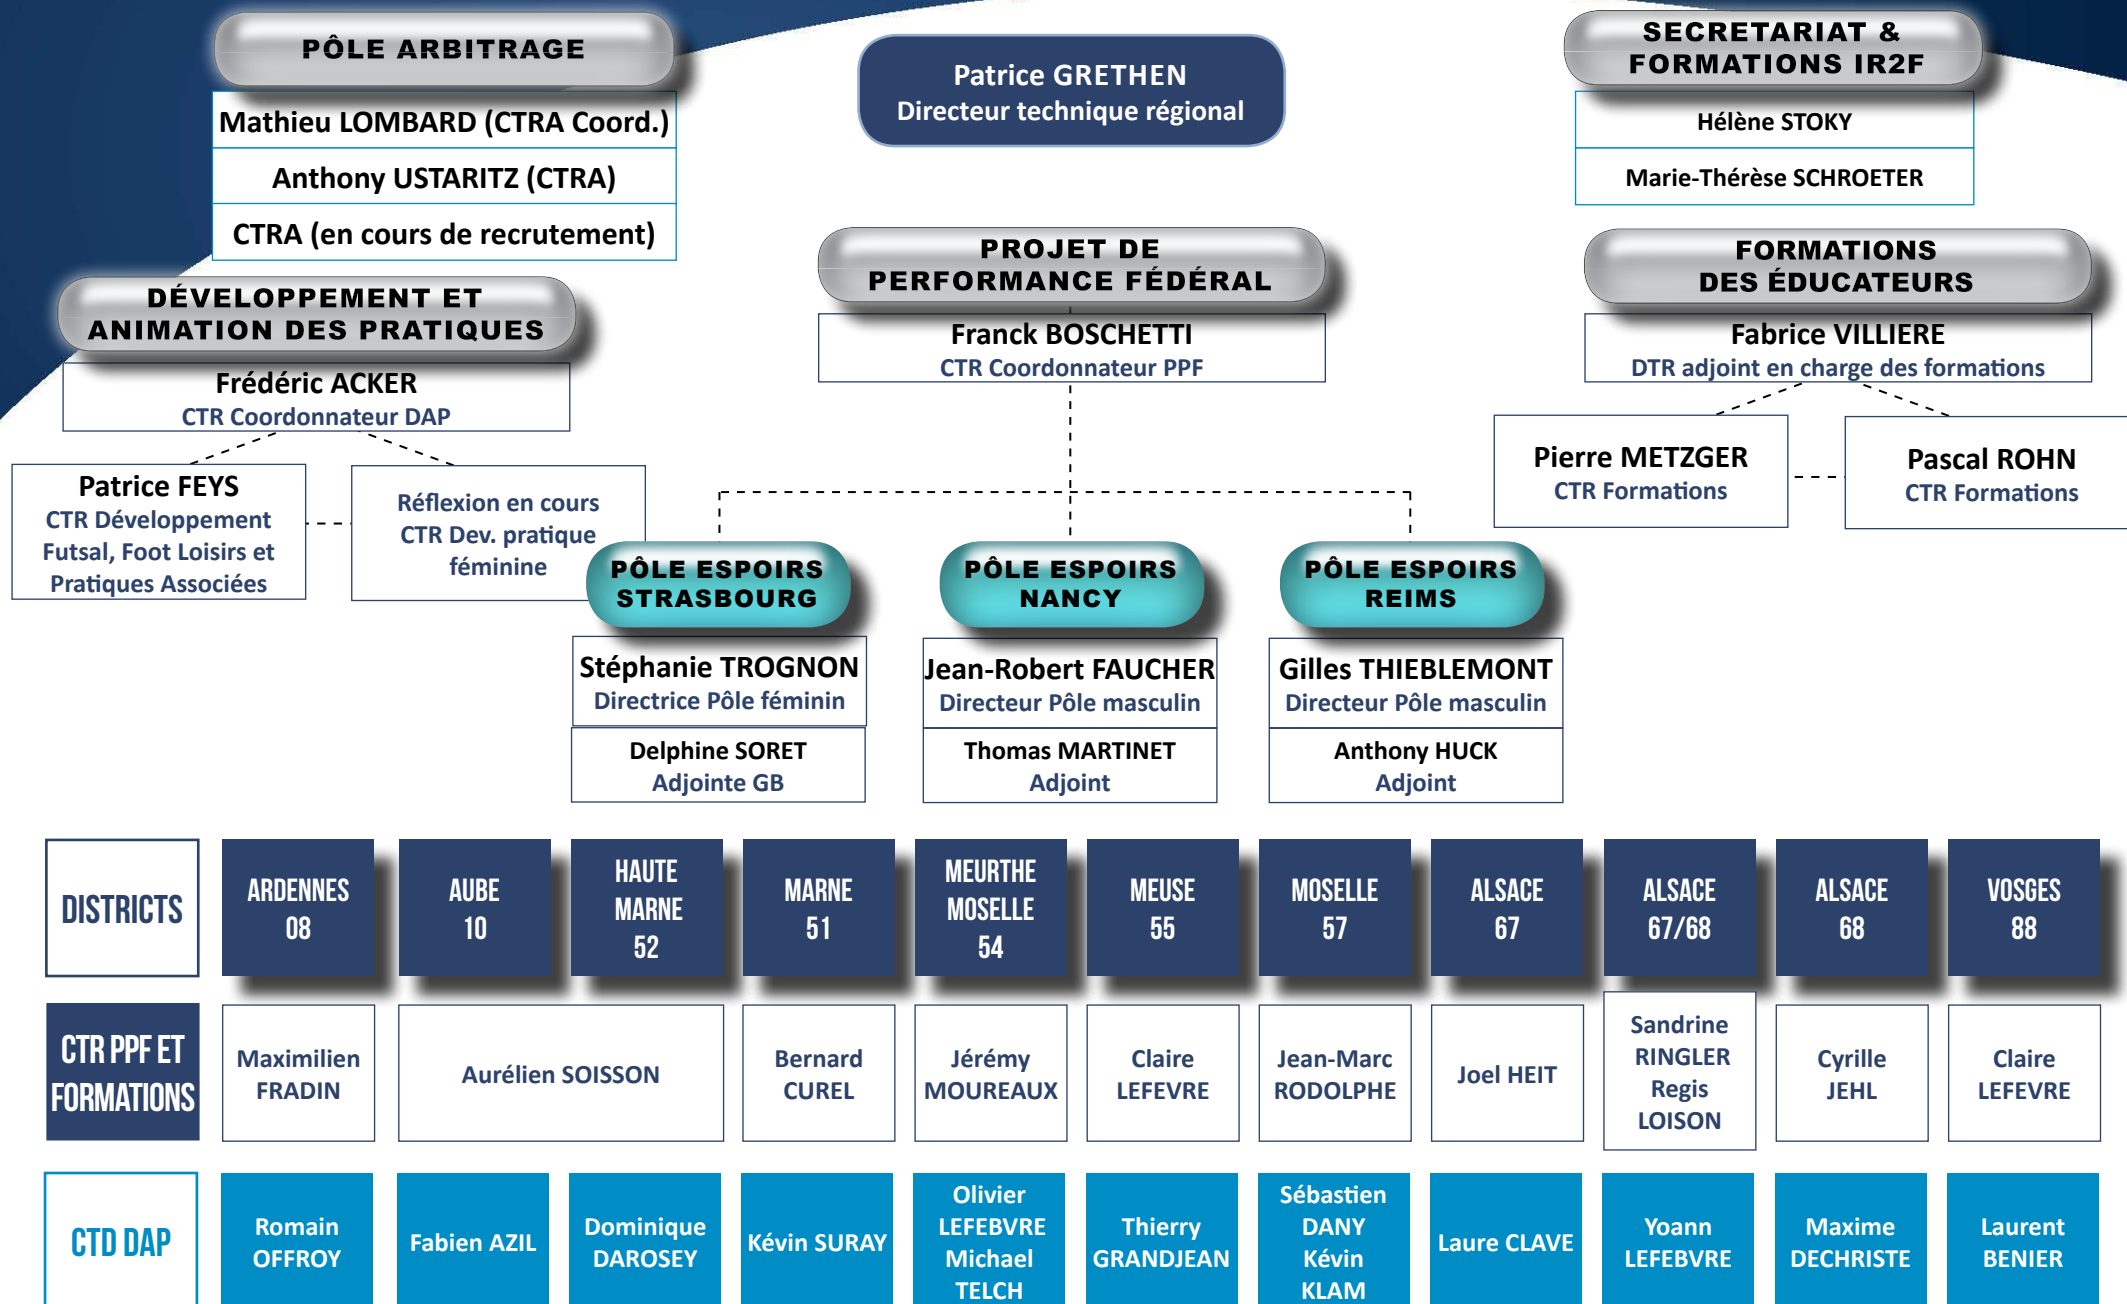 PÔLE ARBITRAGE
Mathieu LOMBARD (CTRA Coord.)
Anthony USTARITZ (CTRA)
CTRA (en cours de recrutement)
Patrice GRETHEN
Directeur technique régional
SECRETARIAT &
FORMATIONS IR2F
Hélène STOKY
Marie-Thérèse SCHROETER
DÉVELOPPEMENT ET
ANIMATION DES PRATIQUES
Frédéric ACKER
CTR Coordonnateur DAP
Patrice FEYS
CTR Développement
Futsal, Foot Loisirs et
Pratiques Associées
Réflexion en cours
CTR Dev. pratique
féminine
PROJET DE
PERFORMANCE FÉDÉRAL
Franck BOSCHETTI
CTR Coordonnateur PPF
FORMATIONS
DES ÉDUCATEURS
Fabrice VILLIERE
DTR adjoint en charge des formations
Pierre METZGER
CTR Formations
Pascal ROHN
CTR Formations
PÔLE ESPOIRS
STRASBOURG
Stéphanie TROGNON
Directrice Pôle féminin
Delphine SORET
Adjointe GB
PÔLE ESPOIRS
NANCY
Jean-Robert FAUCHER
Directeur Pôle masculin
Thomas MARTINET
Adjoint
PÔLE ESPOIRS
REIMS
Gilles THIEBLEMONT
Directeur Pôle masculin
Anthony HUCK
Adjoint
DISTRICTS
ARDENNES
08
AUBE
10
HAUTE
MARNE
52
MARNE
51
MEURTHE
MOSELLE
54
MEUSE
55
MOSELLE
57
ALSACE
67
ALSACE
67/68
ALSACE
68
VOSGES
88
CTR PPF ET
FORMATIONS
Maximilien
FRADIN
Aurélien SOISSON
Bernard
CUREL
Jérémy
MOUREAUX
Claire
LEFEVRE
Jean-Marc
RODOLPHE
Joel HEIT
Sandrine
RINGLER
Regis
LOISON
Cyrille
JEHL
Claire
LEFEVRE
CTD DAP
Romain
OFFROY
Fabien AZIL
Dominique
DAROSEY
Kévin SURAY
Olivier
LEFEBVRE
Michael
TELCH
Thierry
GRANDJEAN
Sébastien
DANY
Kévin
KLAM
Laure CLAVE
Yoann
LEFEBVRE
Maxime
DECHRISTE
Laurent
BENIER